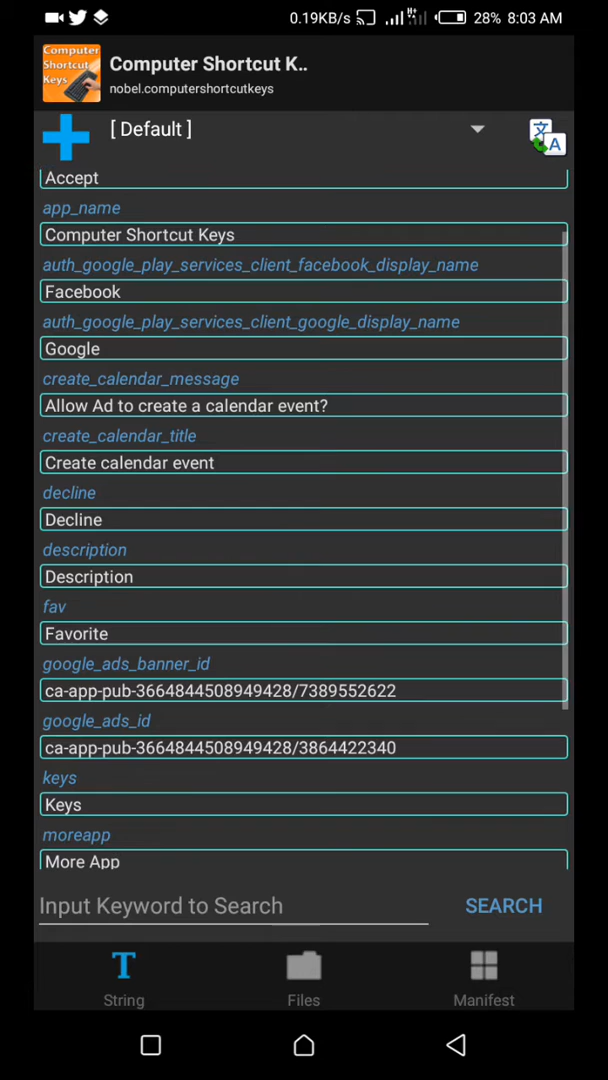 0.19KB/s H+ 28% 8:03 AM
Computer Shortcut Keys
Computer Shortcut K..
nobel.computershortcutkeys
[ Default ]
文 A
Accept
app_name
Computer Shortcut Keys
auth_google_play_services_client_facebook_display_name
Facebook
auth_google_play_services_client_google_display_name
Google
create_calendar_message
Allow Ad to create a calendar event?
create_calendar_title
Create calendar event
decline
Decline
description
Description
fav
Favorite
google_ads_banner_id
ca-app-pub-3664844508949428/7389552622
google_ads_id
ca-app-pub-3664844508949428/3864422340
keys
Keys
moreapp
More App
Input Keyword to Search
SEARCH
T
String
Files
Manifest